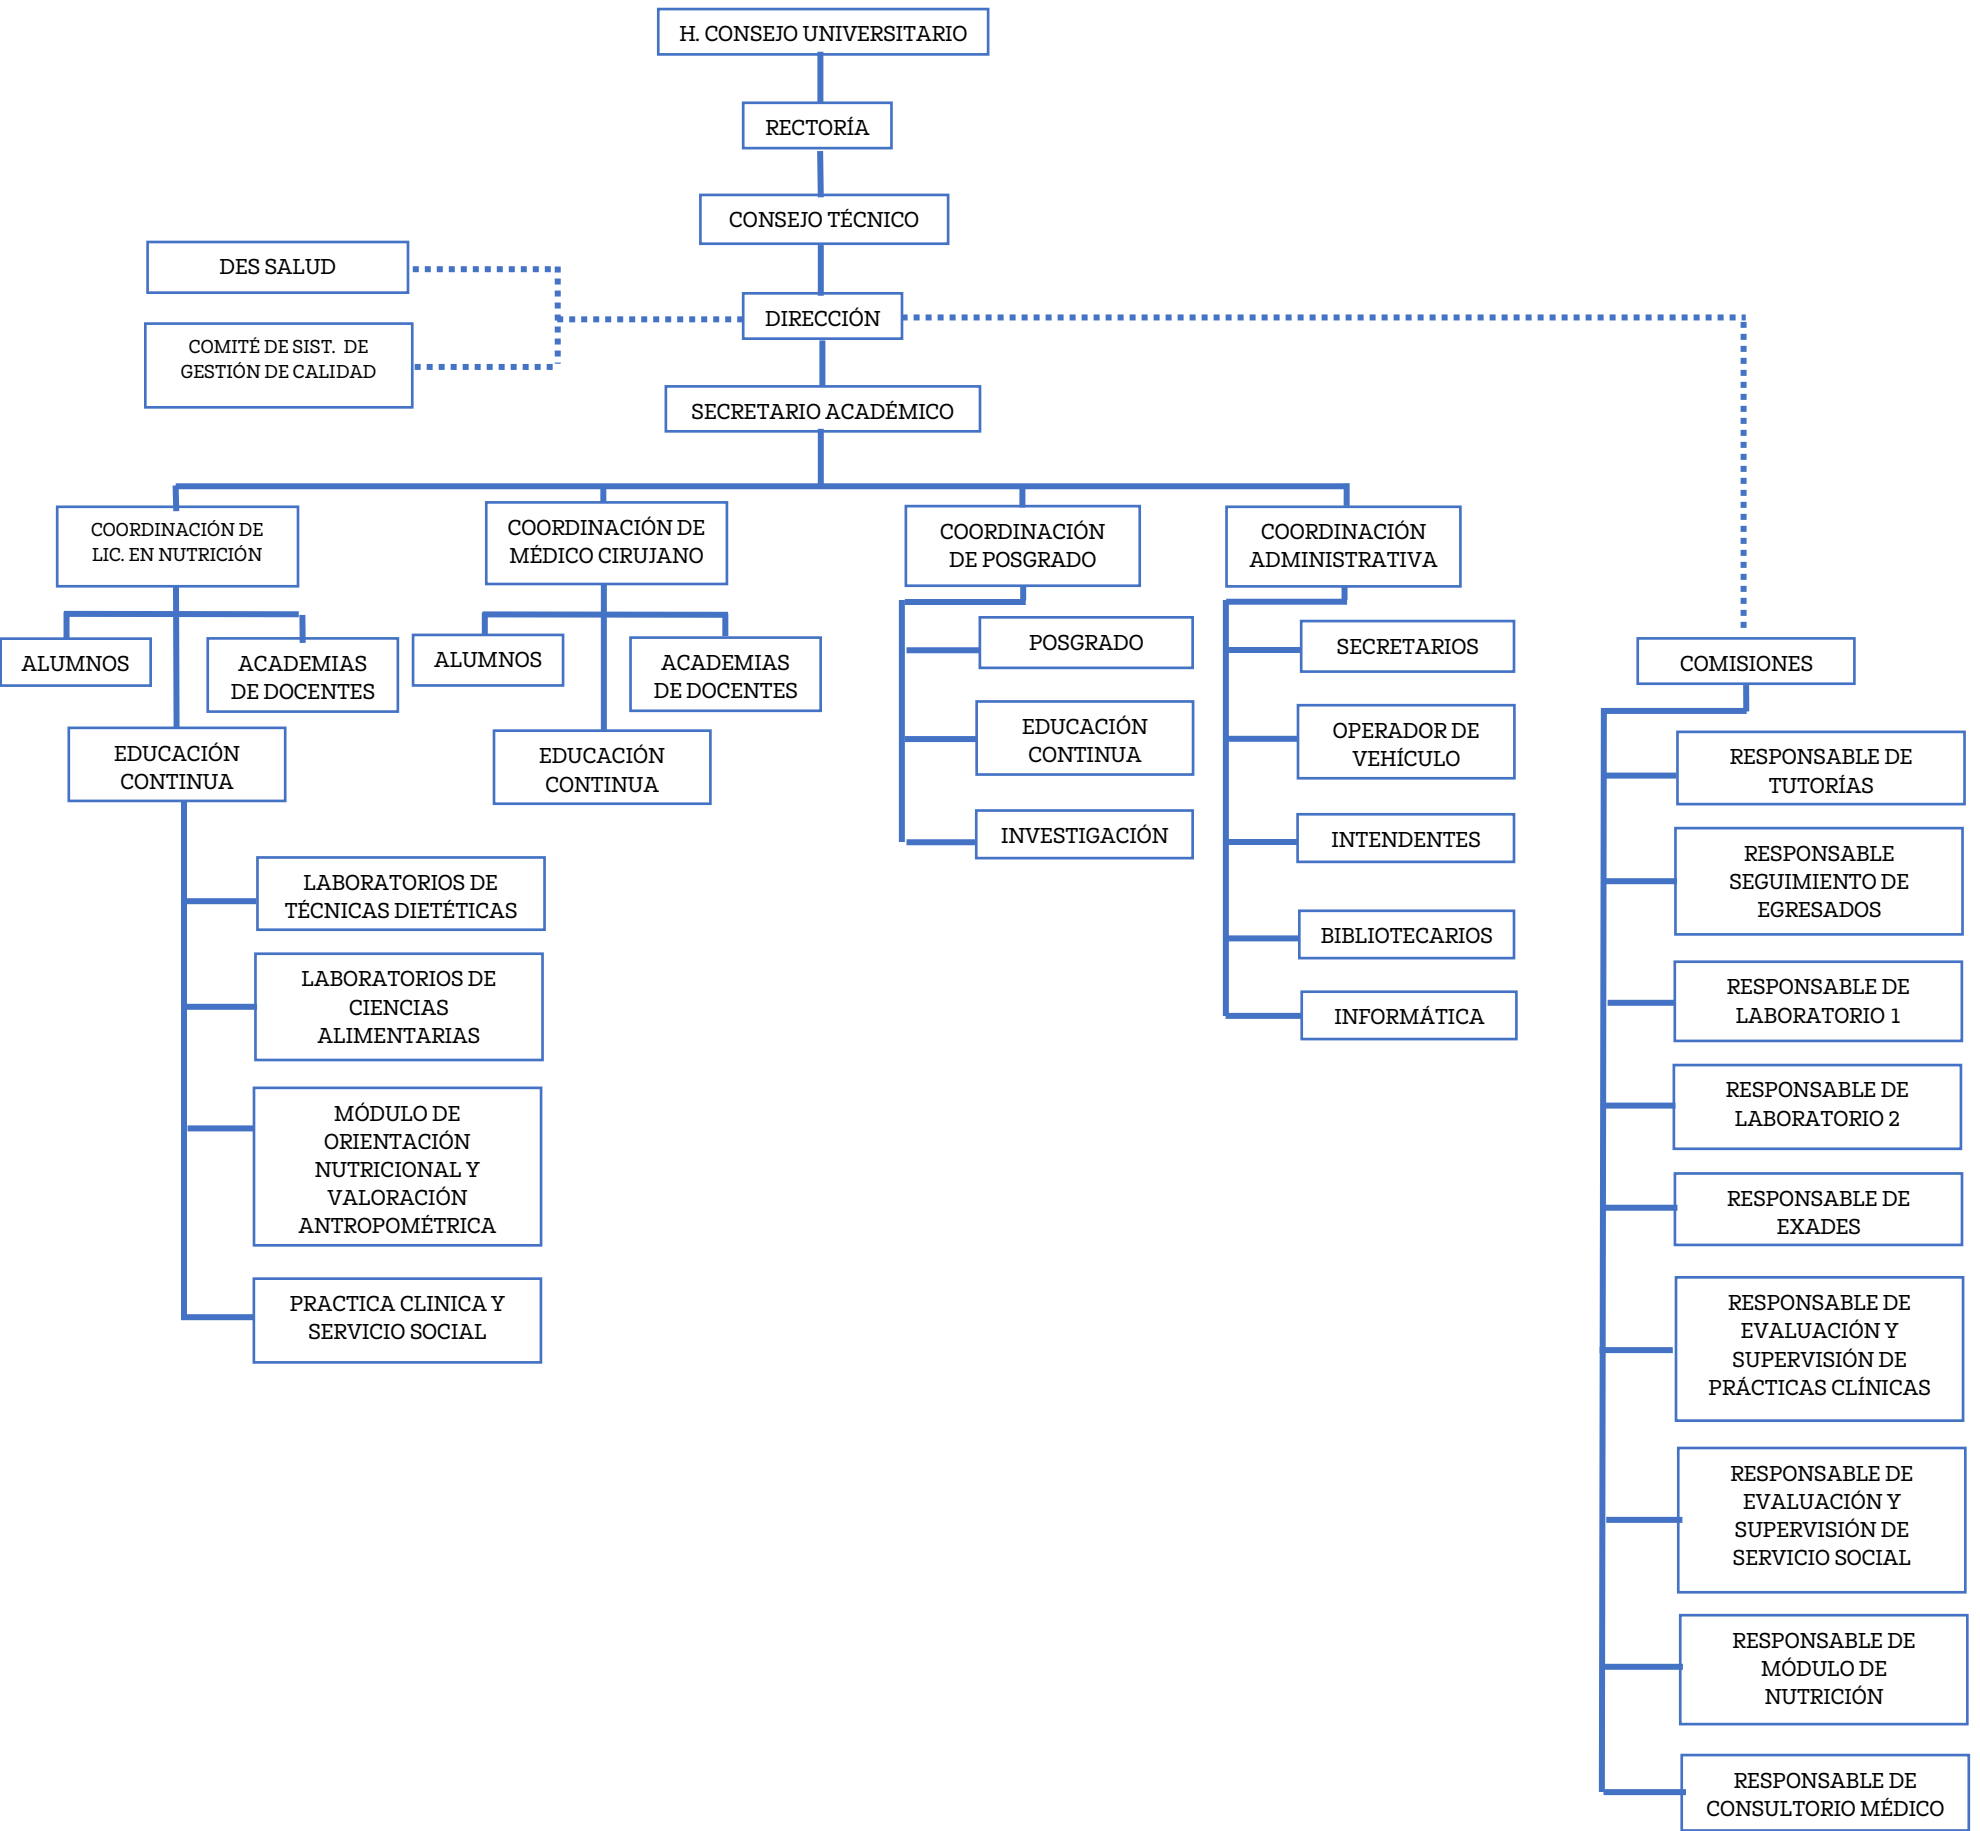 H. CONSEJO UNIVERSITARIO
RECTORÍA
CONSEJO TÉCNICO
DES SALUD
DIRECCIÓN
COMITÉ DE SIST. DE
GESTIÓN DE CALIDAD
SECRETARIO ACADÉMICO
COORDINACIÓN DE
LIC. EN NUTRICIÓN
COORDINACIÓN DE
MÉDICO CIRUJANO
COORDINACIÓN
DE POSGRADO
COORDINACIÓN
ADMINISTRATIVA
ALUMNOS
ACADEMIAS
DE DOCENTES
EDUCACIÓN
CONTINUA
LABORATORIOS DE
TÉCNICAS DIETÉTICAS
LABORATORIOS DE
CIENCIAS
ALIMENTARIAS
MÓDULO DE
ORIENTACIÓN
NUTRICIONAL Y
VALORACIÓN
ANTROPOMÉTRICA
PRACTICA CLINICA Y
SERVICIO SOCIAL
ALUMNOS
ACADEMIAS
DE DOCENTES
EDUCACIÓN
CONTINUA
POSGRADO
EDUCACIÓN
CONTINUA
INVESTIGACIÓN
SECRETARIOS
OPERADOR DE
VEHÍCULO
INTENDENTES
BIBLIOTECARIOS
INFORMÁTICA
COMISIONES
RESPONSABLE DE
TUTORÍAS
RESPONSABLE
SEGUIMIENTO DE
EGRESADOS
RESPONSABLE DE
LABORATORIO 1
RESPONSABLE DE
LABORATORIO 2
RESPONSABLE DE
EXADES
RESPONSABLE DE
EVALUACIÓN Y
SUPERVISIÓN DE
PRÁCTICAS CLÍNICAS
RESPONSABLE DE
EVALUACIÓN Y
SUPERVISIÓN DE
SERVICIO SOCIAL
RESPONSABLE DE
MÓDULO DE
NUTRICIÓN
RESPONSABLE DE
CONSULTORIO MÉDICO